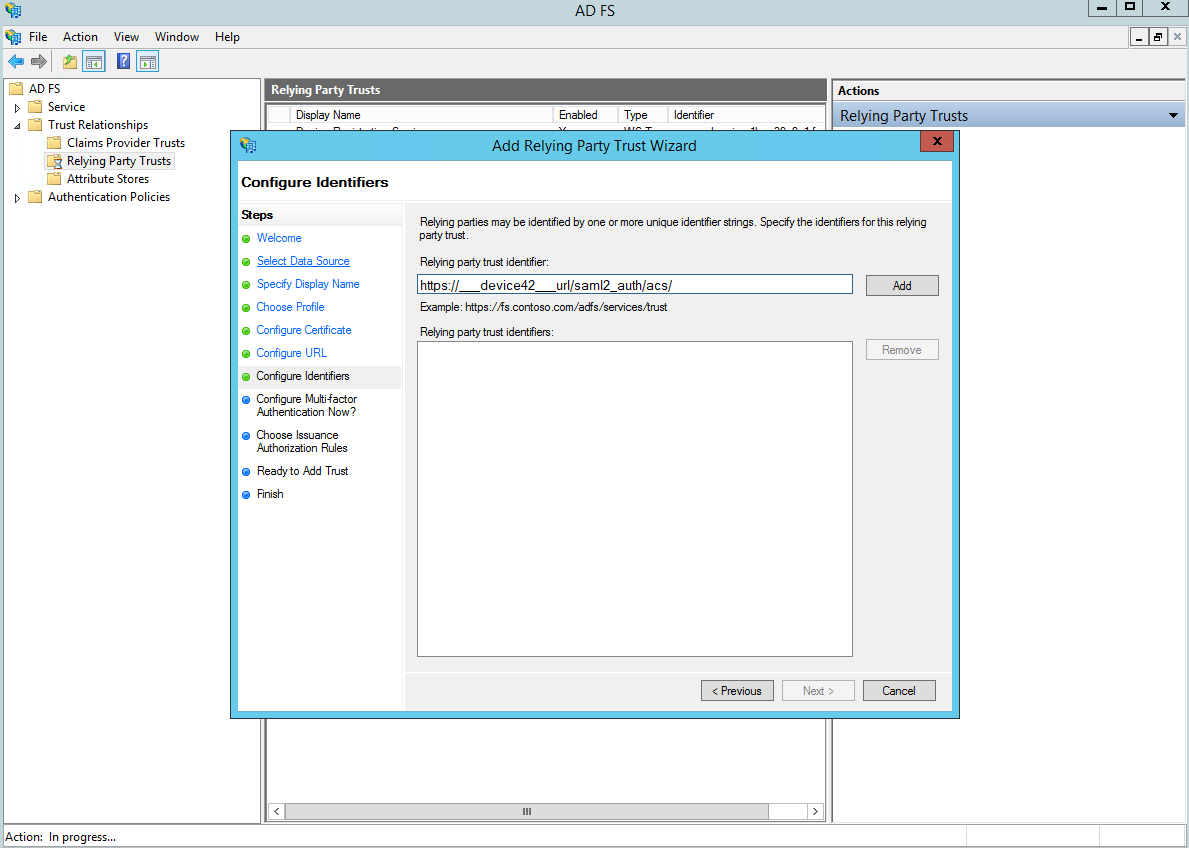 AD FS
File Action View Window Help
AD FS
Service
Trust Relationships
Claims Provider Trusts
Relying Party Trusts
Attribute Stores
Authentication Policies
Relying Party Trusts
Display Name Enabled Type Identifier
Actions
Relying Party Trusts
Add Relying Party Trust Wizard
X
Configure Identifiers
Steps
Welcome
Select Data Source
Specify Display Name
Choose Profile
Configure Certificate
Configure URL
Configure Identifiers
Configure Multi-factor
Authentication Now?
Choose Issuance
Authorization Rules
Ready to Add Trust
Finish
Relying parties may be identified by one or more unique identifier strings. Specify the identifiers for this relying
party trust.
Relying party trust identifier:
https://___device42___url/saml2_auth/acs/
Add
Example: https://fs.contoso.com/adfs/services/trust
Relying party trust identifiers:
Remove
< Previous Next > Cancel
Action: In progress...